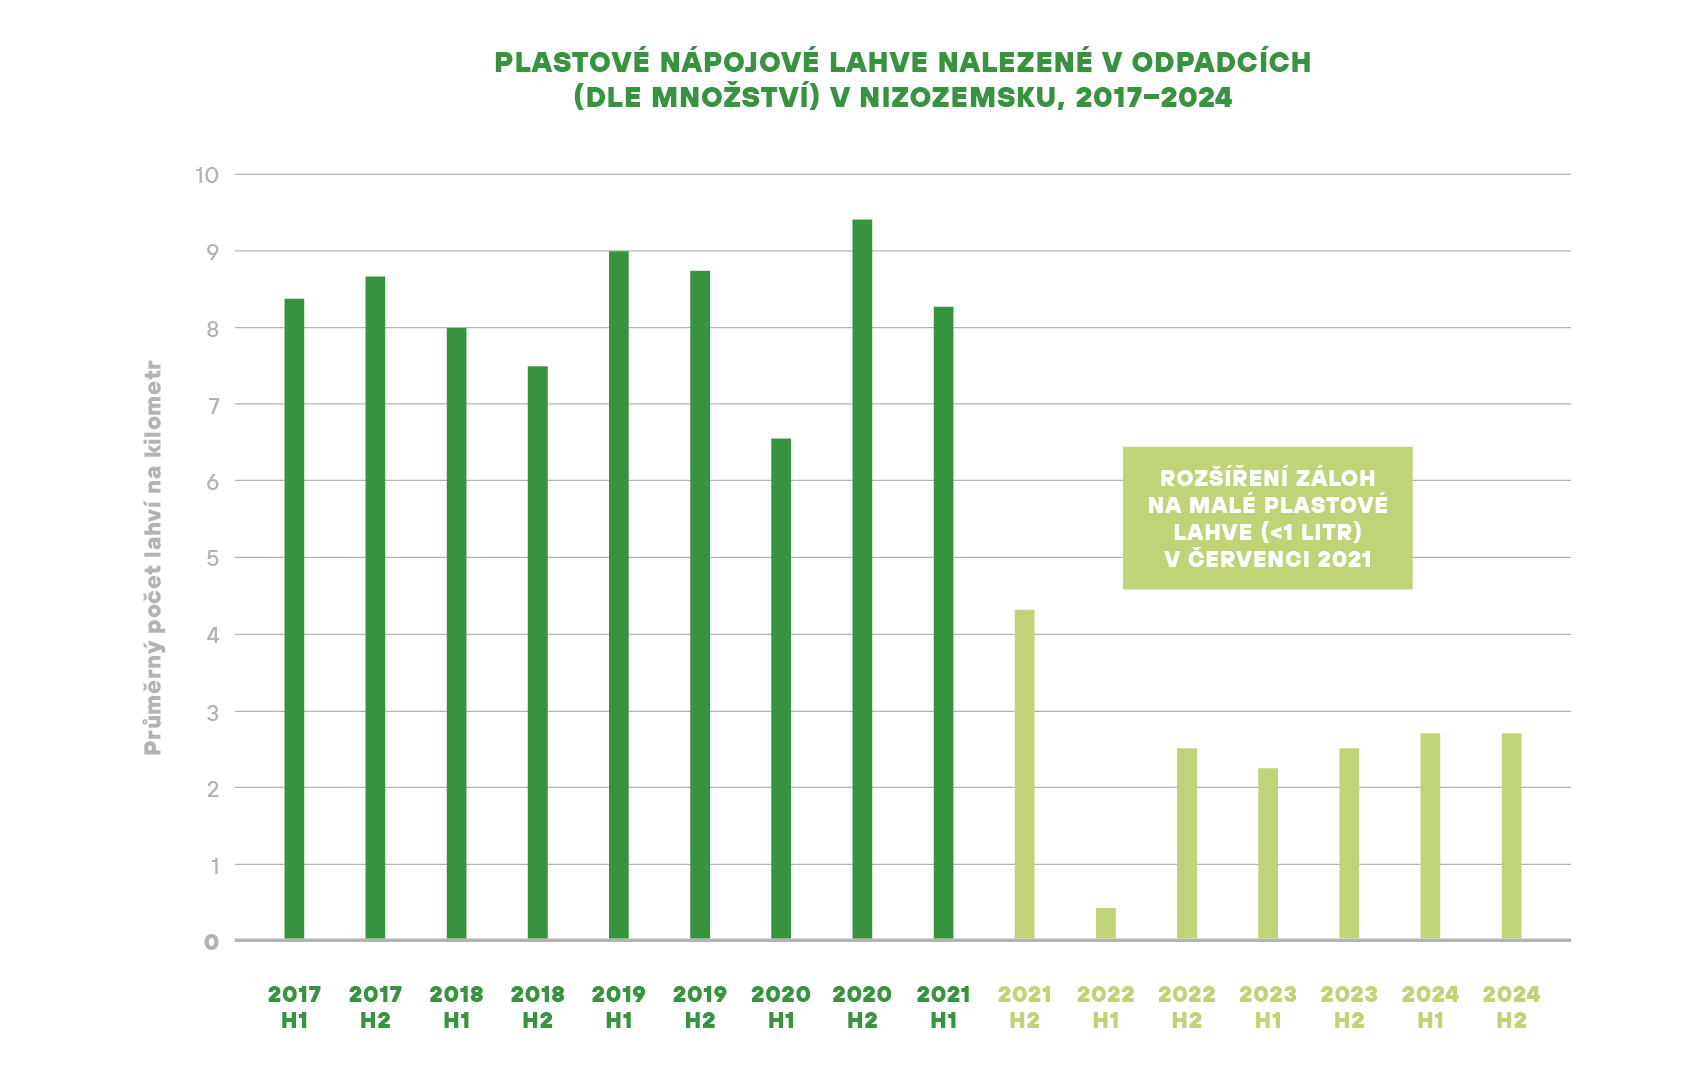 PLASTOVÉ NÁPOJOVÉ LAHVE NALEZENÉ V ODPADCÍCH
(DLE MNOŽSTVÍ) V NIZOZEMSKU, 2017–2024
Průměrný počet lahví na kilometr
10
9
8
7
6
5
4
3
2
1
0
ROZŠÍŘENÍ ZÁLOH
NA MALÉ PLASTOVÉ
LAHVE (<1 LITR)
V ČERVENCI 2021
2017 2017 2018 2018 2019 2019 2020 2020 2021 2021 2022 2022 2023 2023 2024 2024
H1 H2 H1 H2 H1 H2 H1 H2 H1 H2 H1 H2 H1 H2 H1 H2